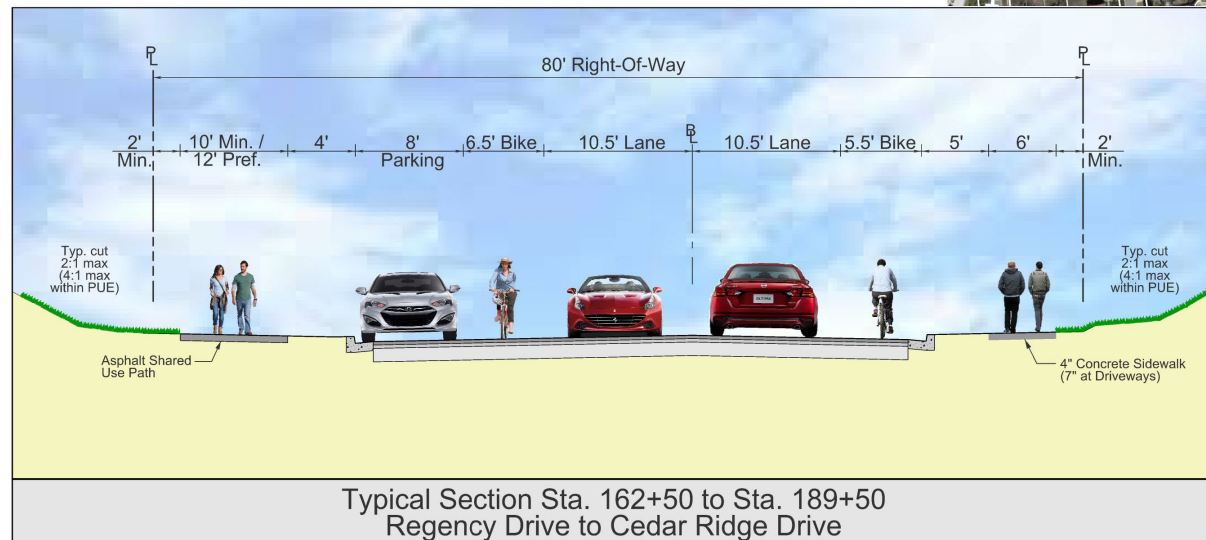 PL
PL
80' Right-Of-Way
BL
2' Min.
10' Min. / 12' Pref.
4'
8' Parking
6.5' Bike
10.5' Lane
10.5' Lane
5.5' Bike
5'
6'
2' Min.
Typ. cut
2:1 max
(4:1 max
within PUE)
Typ. cut
2:1 max
(4:1 max
within PUE)
Asphalt Shared
Use Path
4" Concrete Sidewalk
(7" at Driveways)
Typical Section Sta. 162+50 to Sta. 189+50
Regency Drive to Cedar Ridge Drive